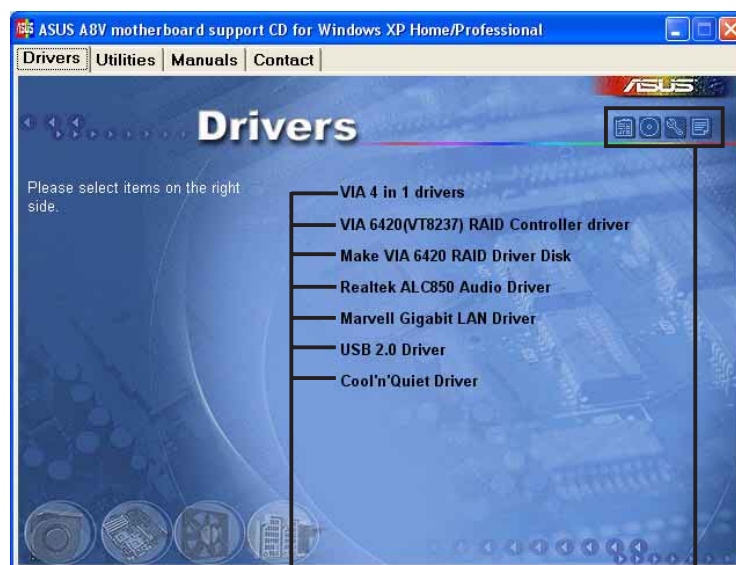 ASUS A8V motherboard support CD for Windows XP Home/Professional
Drivers Utilities Manuals Contact
ASUS
Drivers
Please select items on the right
side.
VIA 4 in 1 drivers
VIA 6420(VT8237) RAID Controller driver
Make VIA 6420 RAID Driver Disk
Realtek ALC850 Audio Driver
Marvell Gigabit LAN Driver
USB 2.0 Driver
Cool'n'Quiet Driver